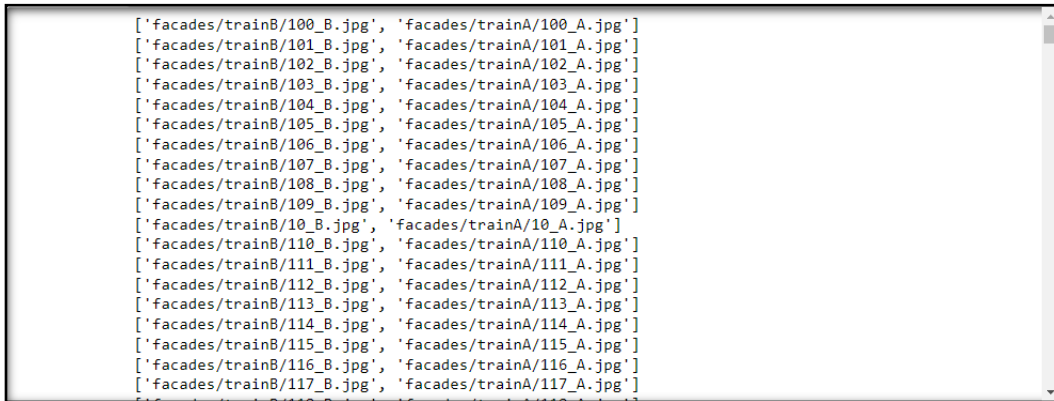 ['facades/trainB/100_B.jpg', 'facades/trainA/100_A.jpg']
['facades/trainB/101_B.jpg', 'facades/trainA/101_A.jpg']
['facades/trainB/102_B.jpg', 'facades/trainA/102_A.jpg']
['facades/trainB/103_B.jpg', 'facades/trainA/103_A.jpg']
['facades/trainB/104_B.jpg', 'facades/trainA/104_A.jpg']
['facades/trainB/105_B.jpg', 'facades/trainA/105_A.jpg']
['facades/trainB/106_B.jpg', 'facades/trainA/106_A.jpg']
['facades/trainB/107_B.jpg', 'facades/trainA/107_A.jpg']
['facades/trainB/108_B.jpg', 'facades/trainA/108_A.jpg']
['facades/trainB/109_B.jpg', 'facades/trainA/109_A.jpg']
['facades/trainB/10_B.jpg', 'facades/trainA/10_A.jpg']
['facades/trainB/110_B.jpg', 'facades/trainA/110_A.jpg']
['facades/trainB/111_B.jpg', 'facades/trainA/111_A.jpg']
['facades/trainB/112_B.jpg', 'facades/trainA/112_A.jpg']
['facades/trainB/113_B.jpg', 'facades/trainA/113_A.jpg']
['facades/trainB/114_B.jpg', 'facades/trainA/114_A.jpg']
['facades/trainB/115_B.jpg', 'facades/trainA/115_A.jpg']
['facades/trainB/116_B.jpg', 'facades/trainA/116_A.jpg']
['facades/trainB/117_B.jpg', 'facades/trainA/117_A.jpg']